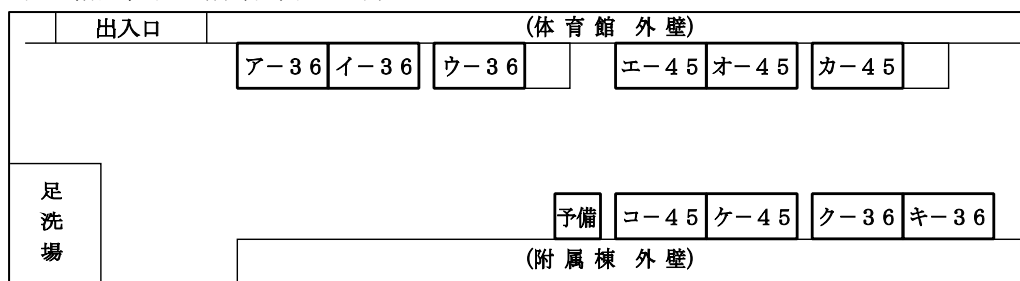 出入口 (体 育 館 外 壁)
ア－３６ イ－３６ ウ－３６ エ－４５ オ－４５ カ－４５
足洗場
予備 コ－４５ ケ－４５ ク－３６ キ－３６
(附 属 棟 外 壁)